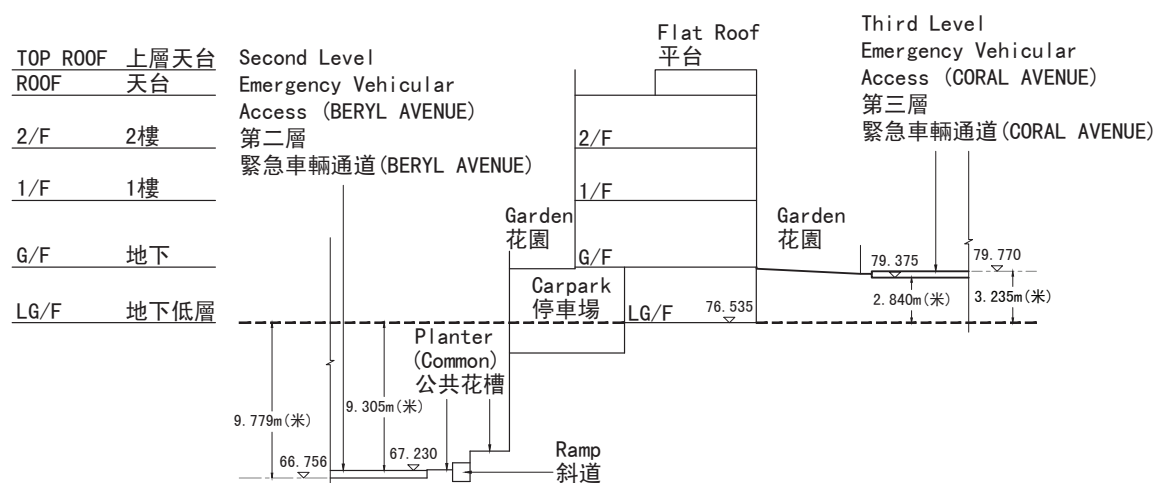 TOP ROOF 上層天台
ROOF 天台
2/F 2樓
1/F 1樓
G/F 地下
LG/F 地下低層
Second Level
Emergency Vehicular
Access (BERYL AVENUE)
第二層
緊急車輛通道(BERYL AVENUE)
Flat Roof
平台
Third Level
Emergency Vehicular
Access (CORAL AVENUE)
第三層
緊急車輛通道(CORAL AVENUE)
2/F
1/F
G/F
LG/F
76.535
Garden
花園
Carpark
停車場
Garden
花園
79.375
79.770
2.840m(米)
3.235m(米)
Planter
(Common)
公共花槽
9.779m(米)
9.305m(米)
66.756
67.230
Ramp
斜道